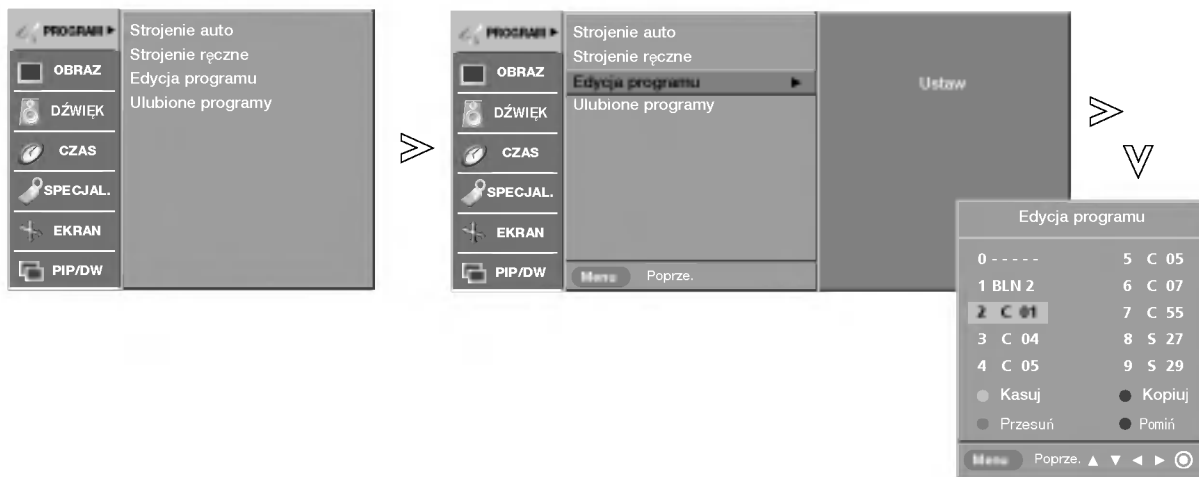 PROGRAM
OBRAZ
DŹWIĘK
CZAS
SPECJAL.
EKRAN
PIP/DW
Strojenie auto
Strojenie ręczne
Edycja programu
Ulubione programy
PROGRAM
OBRAZ
DŹWIĘK
CZAS
SPECJAL.
EKRAN
PIP/DW
Strojenie auto
Strojenie ręczne
Edycja programu
Ulubione programy
Menu Poprze.
Ustaw
Edycja programu
0 - - - - -
1 BLN 2
2 C 01
3 C 04
4 C 05
5 C 05
6 C 07
7 C 55
8 S 27
9 S 29
Kasuj
Kopiuj
Przesuń
Pomiń
Menu Poprze.